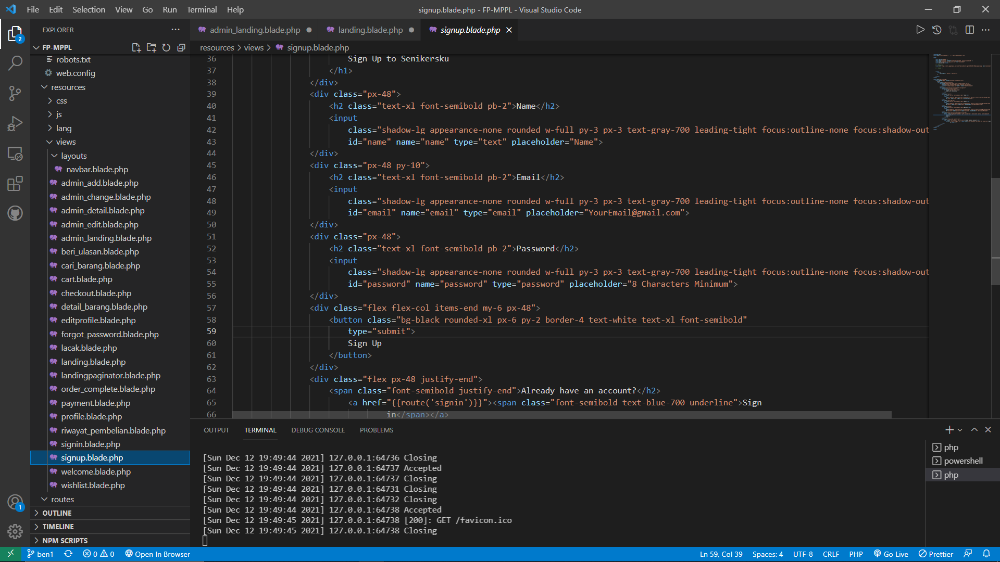 File Edit Selection View Go Run Terminal Help
signup.blade.php - FP-MPPL - Visual Studio Code
EXPLORER
2
FP-MPPL
robots.txt
web.config
resources
css
js
lang
views
layouts
navbar.blade.php
admin_add.blade.php
admin_change.blade.php
admin_detail.blade.php
admin_edit.blade.php
admin_landing.blade.php
beri_ulasan.blade.php
cari_barang.blade.php
cart.blade.php
checkout.blade.php
detail_barang.blade.php
editprofile.blade.php
forgot_password.blade.php
lacak.blade.php
landing.blade.php
landingpaginator.blade.php
order_complete.blade.php
payment.blade.php
profile.blade.php
riwayat_pembelian.blade.php
signin.blade.php
signup.blade.php
welcome.blade.php
wishlist.blade.php
routes
OUTLINE
TIMELINE
NPM SCRIPTS
1
admin_landing.blade.php landing.blade.php signup.blade.php
resources > views > signup.blade.php
36 Sign Up to Senikersku
37 </h1>
38 </div>
39 <div class="px-48">
40 <h2 class="text-xl font-semibold pb-2">Name</h2>
41 <input
42 class="shadow-lg appearance-none rounded w-full py-3 px-3 text-gray-700 leading-tight focus:outline-none focus:shadow-out
43 id="name" name="name" type="text" placeholder="Name">
44 </div>
45 <div class="px-48 py-10">
46 <h2 class="text-xl font-semibold pb-2">Email</h2>
47 <input
48 class="shadow-lg appearance-none rounded w-full py-3 px-3 text-gray-700 leading-tight focus:outline-none focus:shadow-out
49 id="email" name="email" type="email" placeholder="YourEmail@gmail.com">
50 </div>
51 <div class="px-48">
52 <h2 class="text-xl font-semibold pb-2">Password</h2>
53 <input
54 class="shadow-lg appearance-none rounded w-full py-3 px-3 text-gray-700 leading-tight focus:outline-none focus:shadow-out
55 id="password" name="password" type="password" placeholder="8 Characters Minimum">
56 </div>
57 <div class="flex flex-col items-end my-6 px-48">
58 <button class="bg-black rounded-xl px-6 py-2 border-4 text-white text-xl font-semibold"
59 type="submit">
60 Sign Up
61 </button>
62 </div>
63 <div class="flex px-48 justify-end">
64 <span class="font-semibold justify-end">Already have an account?</h2>
65 <a href="{{route('signin')}}"><span class="font-semibold text-blue-700 underline">Sign
66 in</span></a>
OUTPUT TERMINAL DEBUG CONSOLE PROBLEMS
[Sun Dec 12 19:49:44 2021] 127.0.0.1:64736 Closing
[Sun Dec 12 19:49:44 2021] 127.0.0.1:64737 Accepted
[Sun Dec 12 19:49:44 2021] 127.0.0.1:64737 Closing
[Sun Dec 12 19:49:44 2021] 127.0.0.1:64731 Closing
[Sun Dec 12 19:49:44 2021] 127.0.0.1:64732 Closing
[Sun Dec 12 19:49:44 2021] 127.0.0.1:64738 Accepted
[Sun Dec 12 19:49:45 2021] 127.0.0.1:64738 [200]: GET /favicon.ico
[Sun Dec 12 19:49:45 2021] 127.0.0.1:64738 Closing
php
powershell
php
ben1 0 0 Open In Browser
Ln 59, Col 39 Spaces: 4 UTF-8 CRLF PHP Go Live Prettier